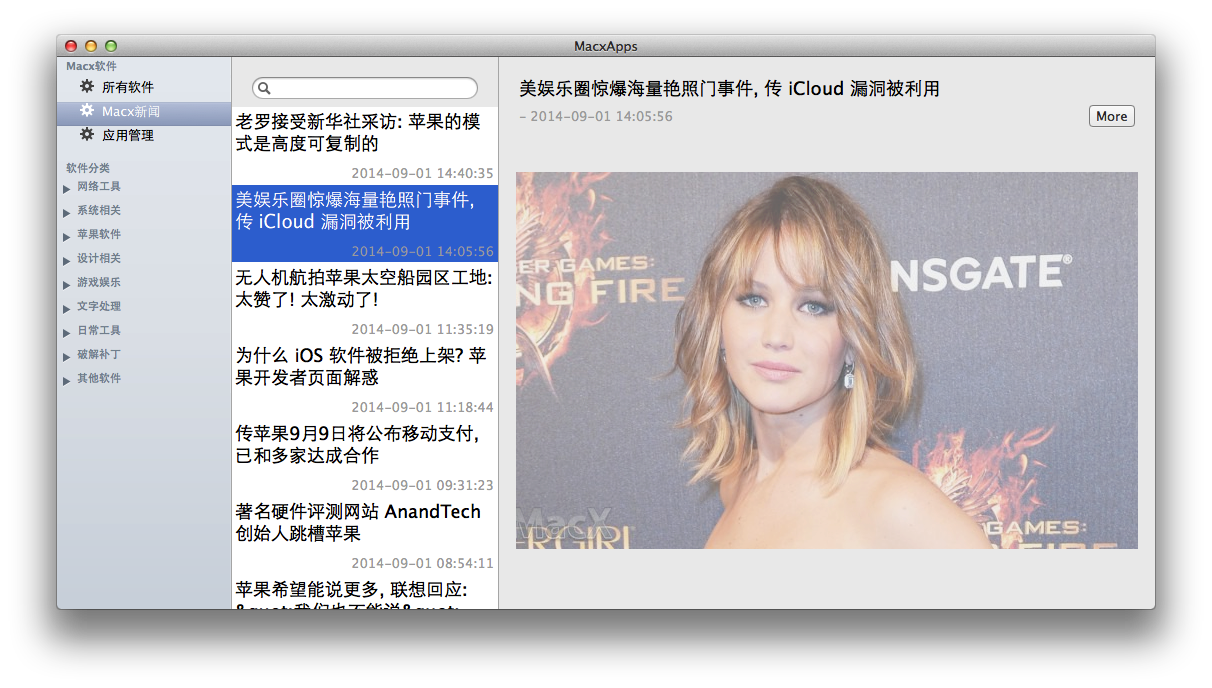 MacxApps
Macx软件
所有软件
Macx新闻
应用管理
软件分类
网络工具
系统相关
苹果软件
设计相关
游戏娱乐
文字处理
日常工具
破解补丁
其他软件
老罗接受新华社采访: 苹果的模
式是高度可复制的
2014-09-01 14:40:35
美娱乐圈惊爆海量艳照门事件,
传 iCloud 漏洞被利用
2014-09-01 14:05:56
无人机航拍苹果太空船园区工地:
太赞了! 太激动了!
2014-09-01 11:35:19
为什么 iOS 软件被拒绝上架? 苹
果开发者页面解惑
2014-09-01 11:18:44
传苹果9月9日将公布移动支付,
已和多家达成合作
2014-09-01 09:31:23
著名硬件评测网站 AnandTech
创始人跳槽苹果
2014-09-01 08:54:11
苹果希望能说更多, 联想回应:
&quot;我们也不能说&quot;
美娱乐圈惊爆海量艳照门事件, 传 iCloud 漏洞被利用
- 2014-09-01 14:05:56
More
ER GAMES:
NG FIRE
NSGATE®
MacX
ERGIRL
GAMES:
FIRE